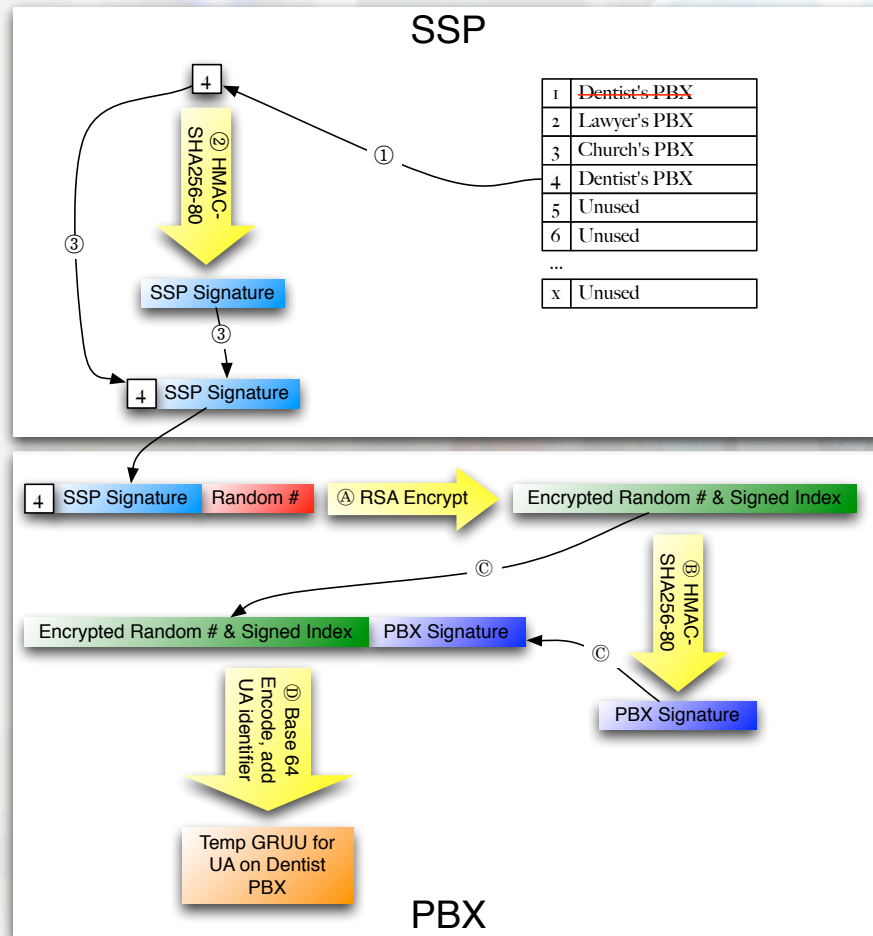 SSP
4
1 Dentist's PBX
2 Lawyer's PBX
3 Church's PBX
4 Dentist's PBX
5 Unused
6 Unused
...
x Unused
①
② HMAC-
SHA256-80
③
SSP Signature
③
4 SSP Signature
4 SSP Signature Random #
Ⓐ RSA Encrypt
Encrypted Random # & Signed Index
Ⓒ
Ⓑ HMAC-
SHA256-80
Encrypted Random # & Signed Index PBX Signature
Ⓒ
PBX Signature
Ⓓ Base 64
Encode, add
UA identifier
Temp GRUU for
UA on Dentist
PBX
PBX